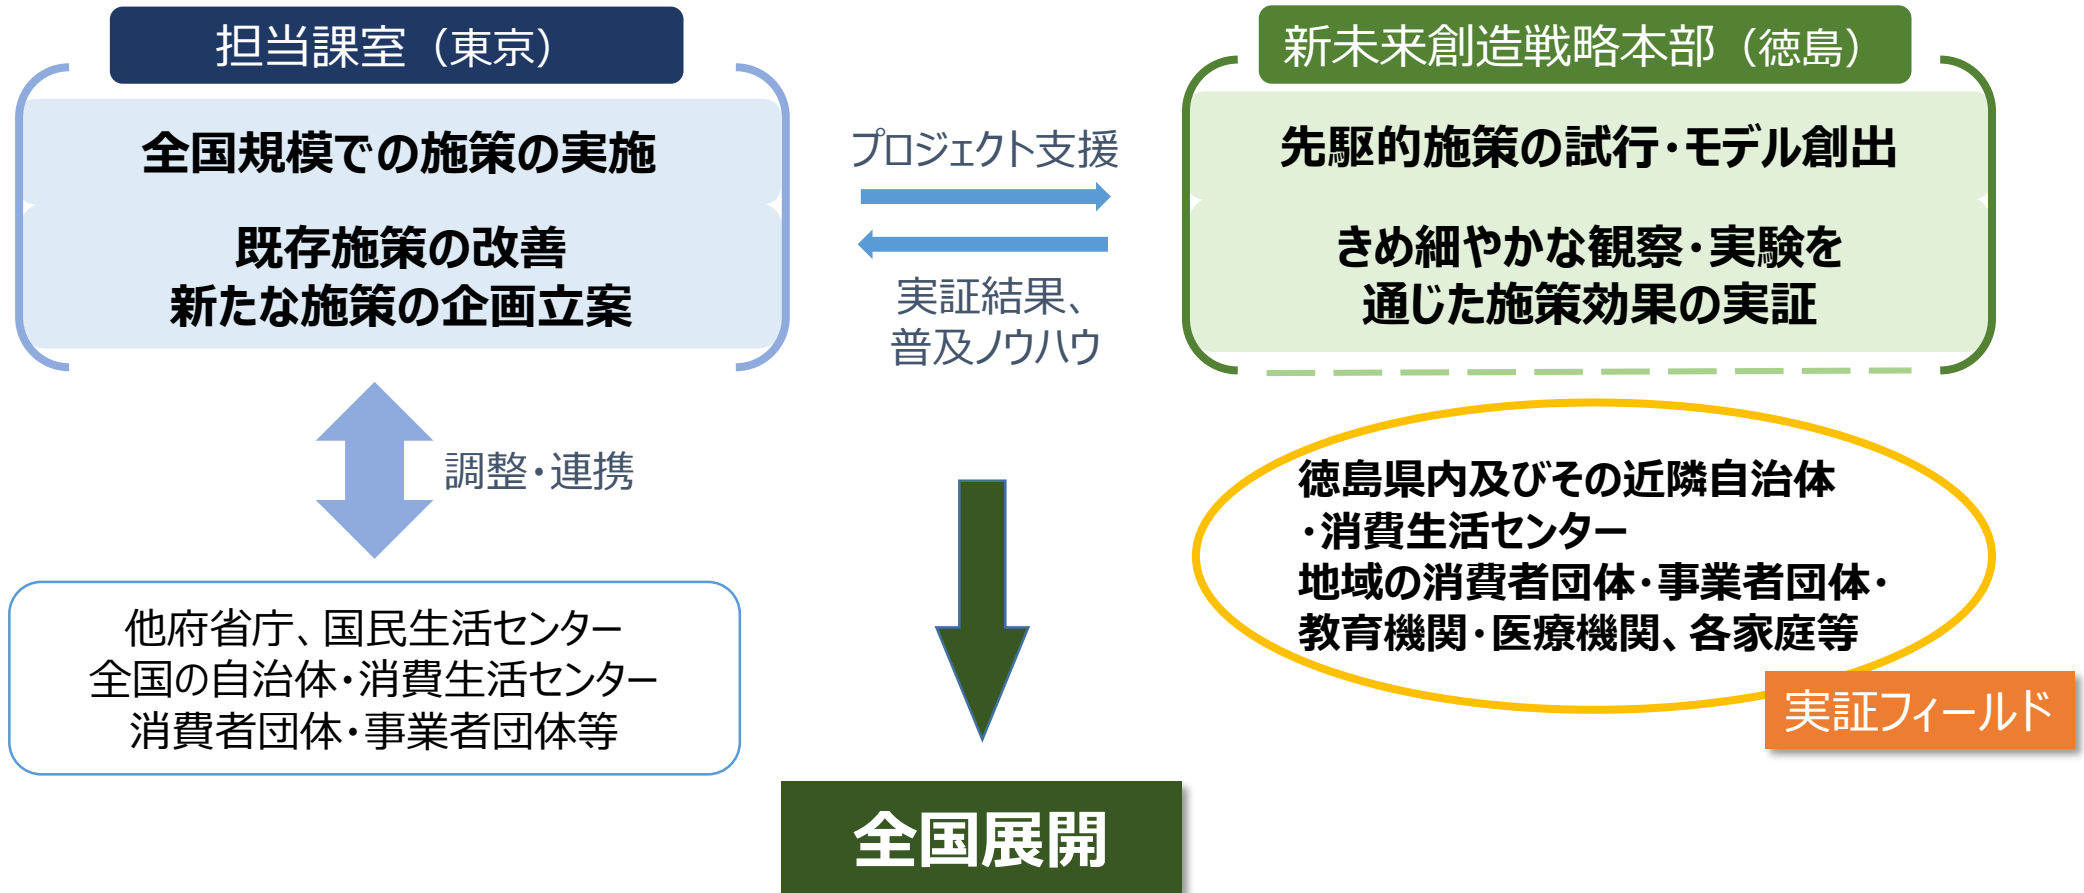 担当課室（東京）
全国規模での施策の実施
既存施策の改善
新たな施策の企画立案
プロジェクト支援
実証結果、
普及ノウハウ
新未来創造戦略本部（徳島）
先駆的施策の試行・モデル創出
きめ細やかな観察・実験を
通じた施策効果の実証
調整・連携
他府省庁、国民生活センター
全国の自治体・消費生活センター
消費者団体・事業者団体等
徳島県内及びその近隣自治体
・消費生活センター
地域の消費者団体・事業者団体・
教育機関・医療機関、各家庭等
実証フィールド
全国展開